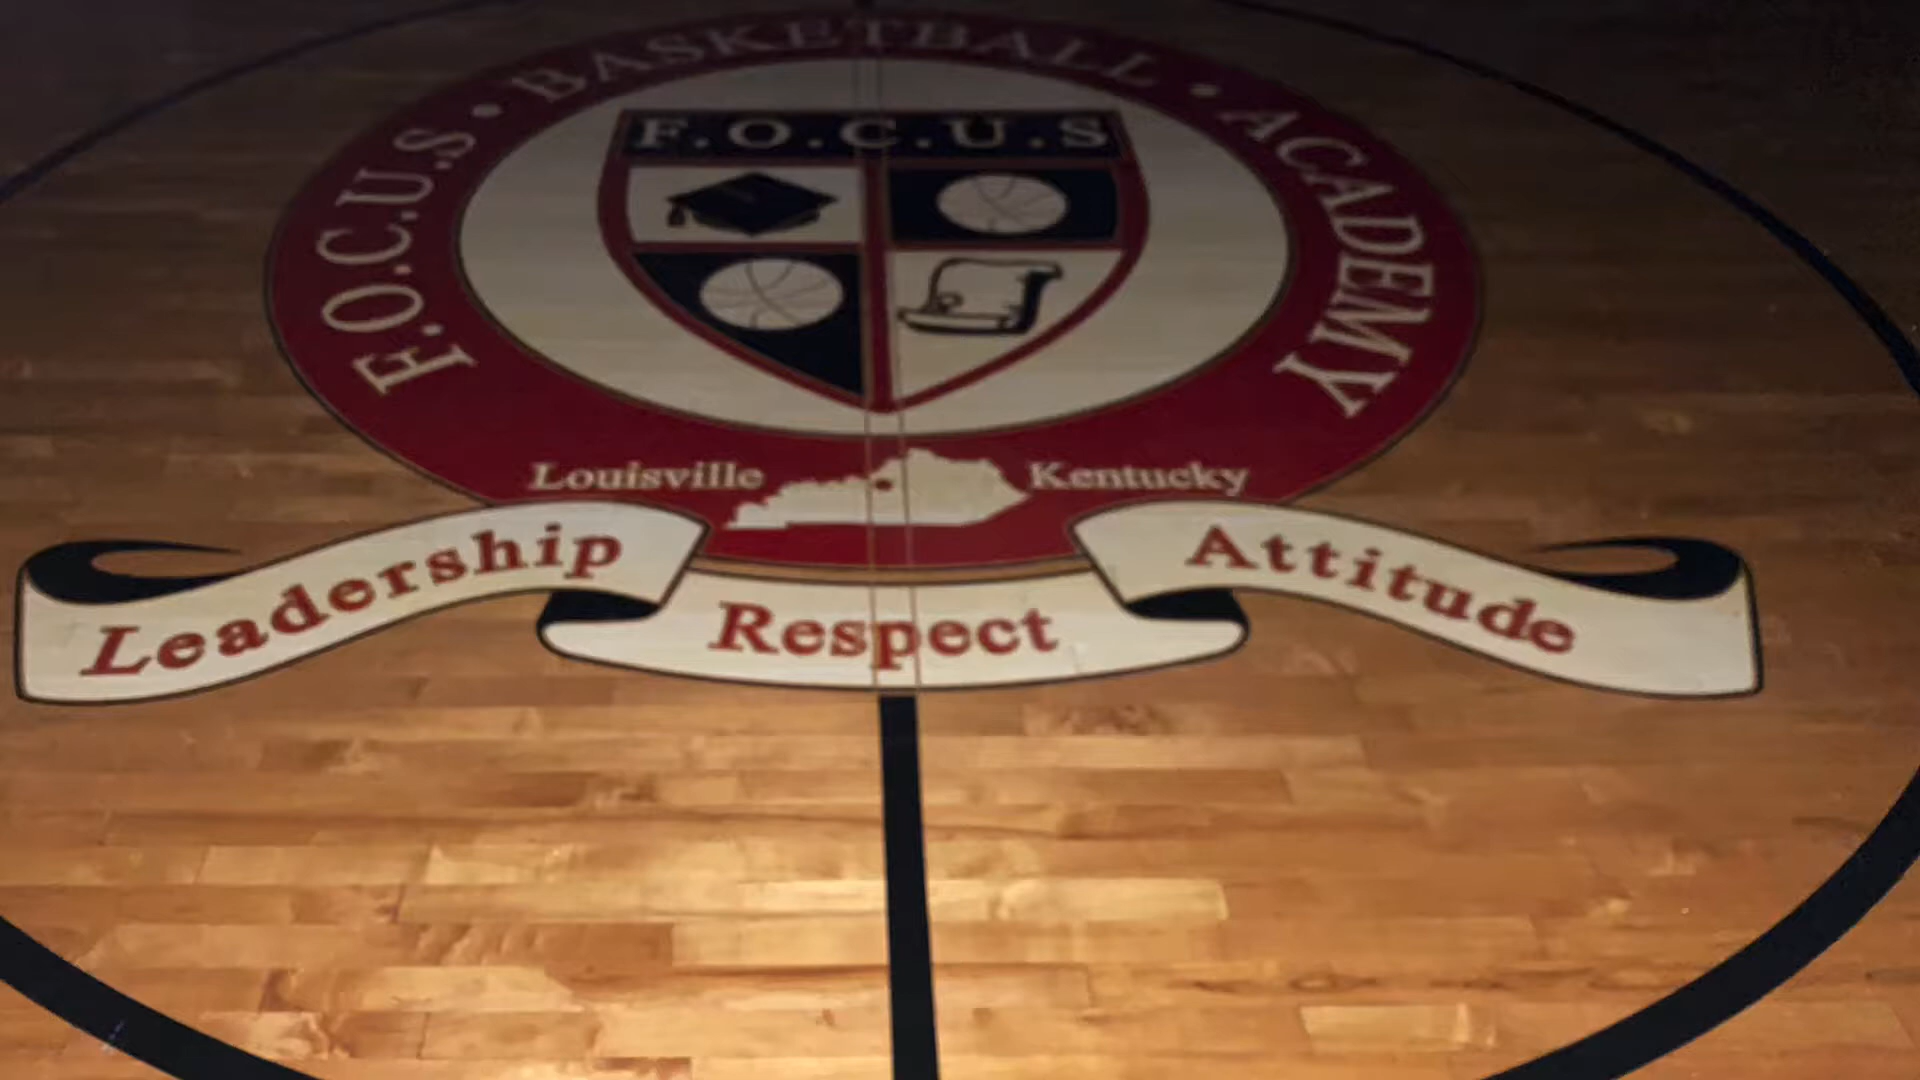 F.O.C.U.S • BASKETBALL • ACADEMY
F.O.C.U.S
Louisville Kentucky
Leadership
Respect
Attitude